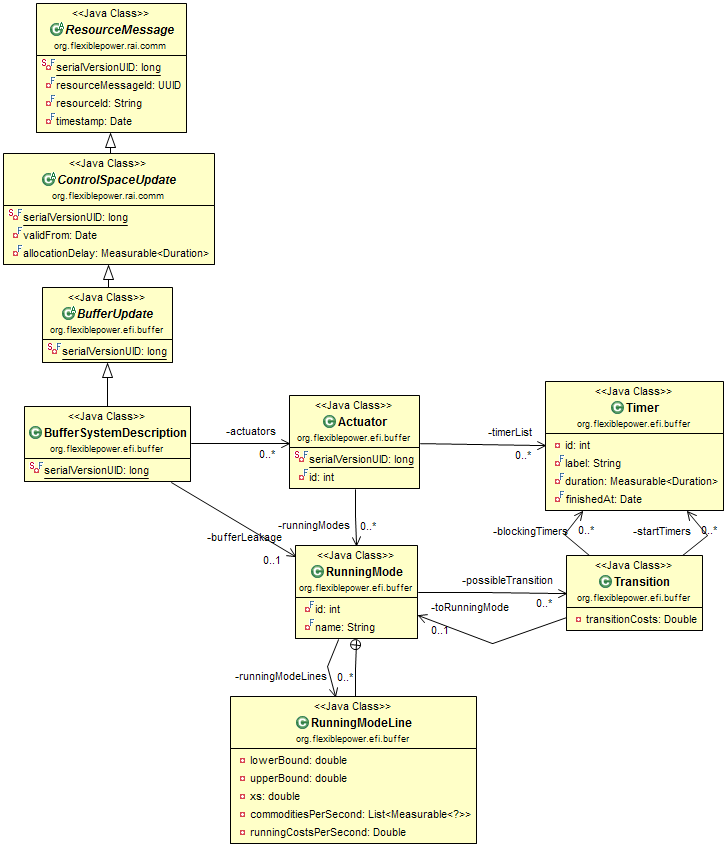 <<Java Class>>
ResourceMessage
org.flexiblepower.rai.comm
serialVersionUID: long
resourceMessageId: UUID
resourceId: String
timestamp: Date
<<Java Class>>
ControlSpaceUpdate
org.flexiblepower.rai.comm
serialVersionUID: long
validFrom: Date
allocationDelay: Measurable<Duration>
<<Java Class>>
BufferUpdate
org.flexiblepower.efi.buffer
serialVersionUID: long
<<Java Class>>
BufferSystemDescription
org.flexiblepower.efi.buffer
serialVersionUID: long
-actuators
0..*
<<Java Class>>
Actuator
org.flexiblepower.efi.buffer
serialVersionUID: long
id: int
-timerList
0..*
<<Java Class>>
Timer
org.flexiblepower.efi.buffer
id: int
label: String
duration: Measurable<Duration>
finishedAt: Date
-bufferLeakage
0..1
-runningModes
0..*
-blockingTimers
0..*
-startTimers
0..*
<<Java Class>>
RunningMode
org.flexiblepower.efi.buffer
id: int
name: String
-possibleTransition
0..*
-toRunningMode
0..1
<<Java Class>>
Transition
org.flexiblepower.efi.buffer
transitionCosts: Double
-runningModeLines
0..*
<<Java Class>>
RunningModeLine
org.flexiblepower.efi.buffer
lowerBound: double
upperBound: double
xs: double
commoditiesPerSecond: List<Measurable<?>>
runningCostsPerSecond: Double